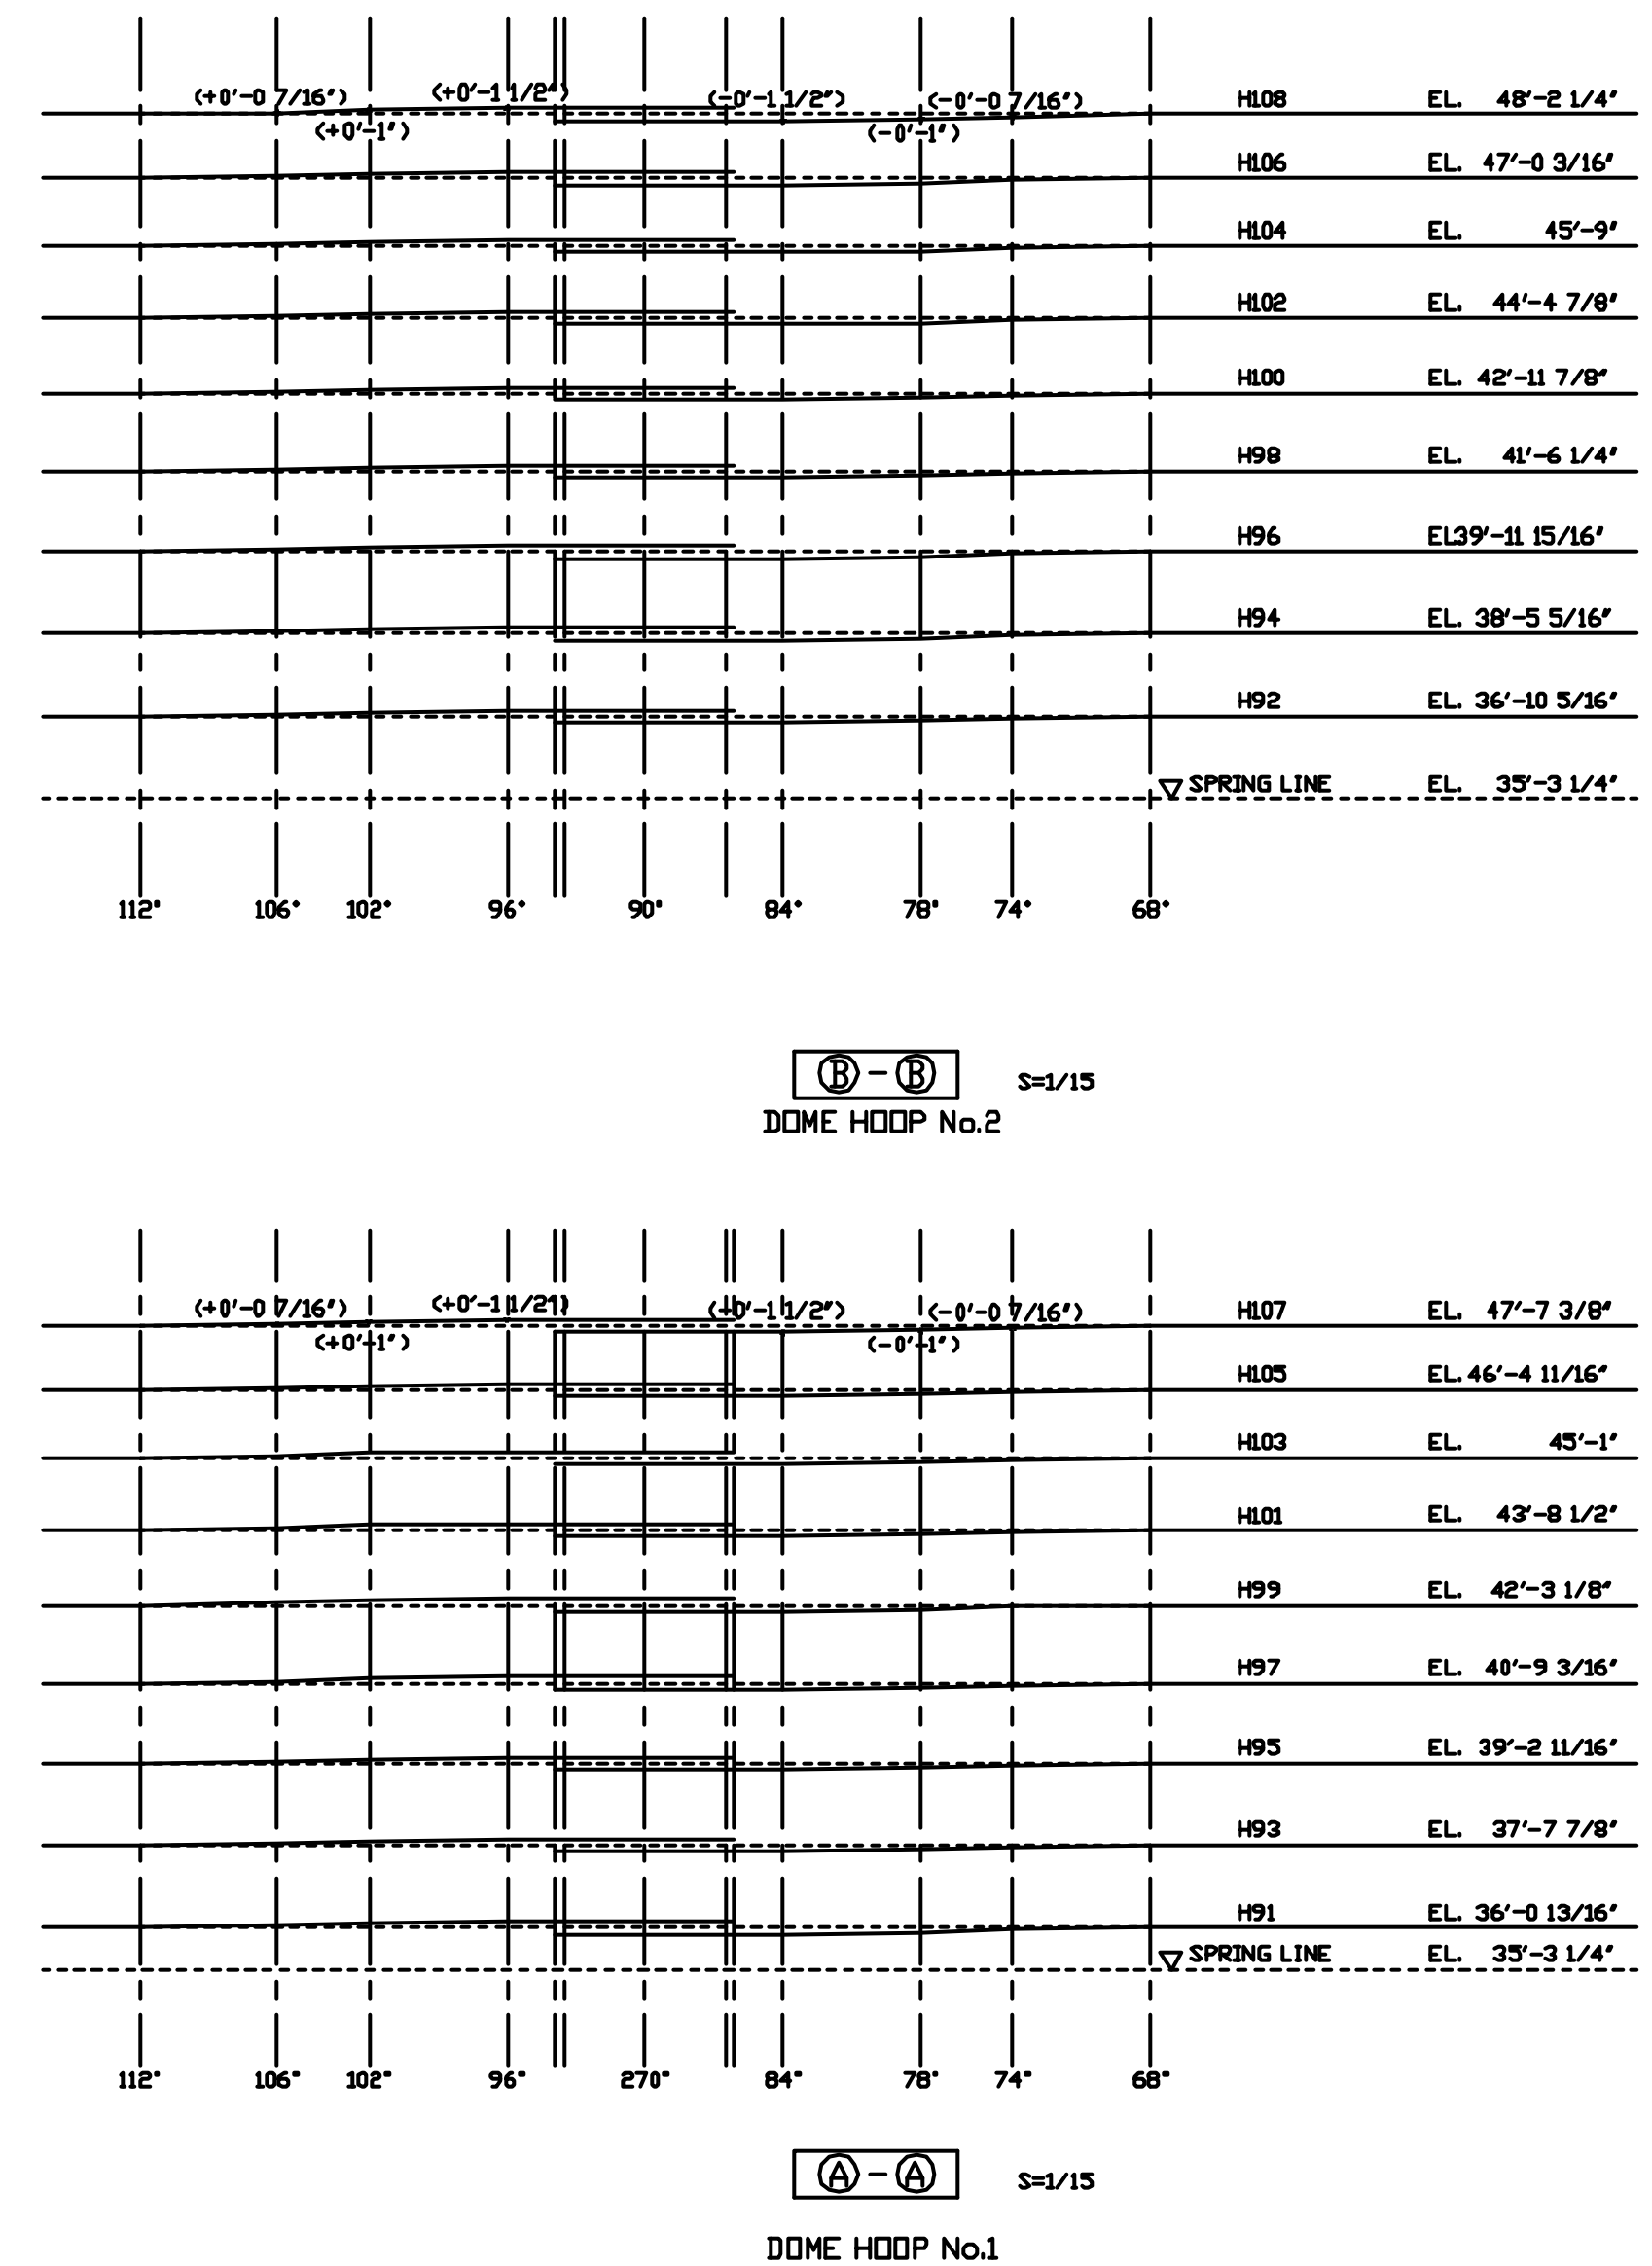 (+0'-0 7/16") (+0'-1 1/2") (-0'-1 1/2") (-0'-0 7/16") H108 EL. 48'-2 1/4"
(+0'-1") (-0'-1")
H106 EL. 47'-0 3/16"
H104 EL. 45'-9"
H102 EL. 44'-4 7/8"
H100 EL. 42'-11 7/8"
H98 EL. 41'-6 1/4"
H96 EL.39'-11 15/16"
H94 EL. 38'-5 5/16"
H92 EL. 36'-10 5/16"
SPRING LINE EL. 35'-3 1/4"
112° 106° 102° 96° 90° 84° 78° 74° 68°
B - B S=1/15
DOME HOOP No.2
(+0'-0 7/16") (+0'-1 1/2") (-0'-1 1/2") (-0'-0 7/16") H107 EL. 47'-7 3/8"
(+0'-1") (-0'-1")
H105 EL. 46'-4 11/16"
H103 EL. 45'-1"
H101 EL. 43'-8 1/2"
H99 EL. 42'-3 1/8"
H97 EL. 40'-9 3/16"
H95 EL. 39'-2 11/16"
H93 EL. 37'-7 7/8"
H91 EL. 36'-0 13/16"
SPRING LINE EL. 35'-3 1/4'
112° 106° 102° 96° 270° 84° 78° 74° 68°
A - A S=1/15
DOME HOOP No.1